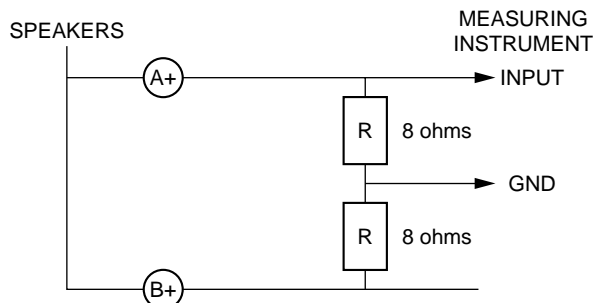 SPEAKERS
MEASURING
INSTRUMENT
A+
INPUT
R
8 ohms
GND
R
8 ohms
B+